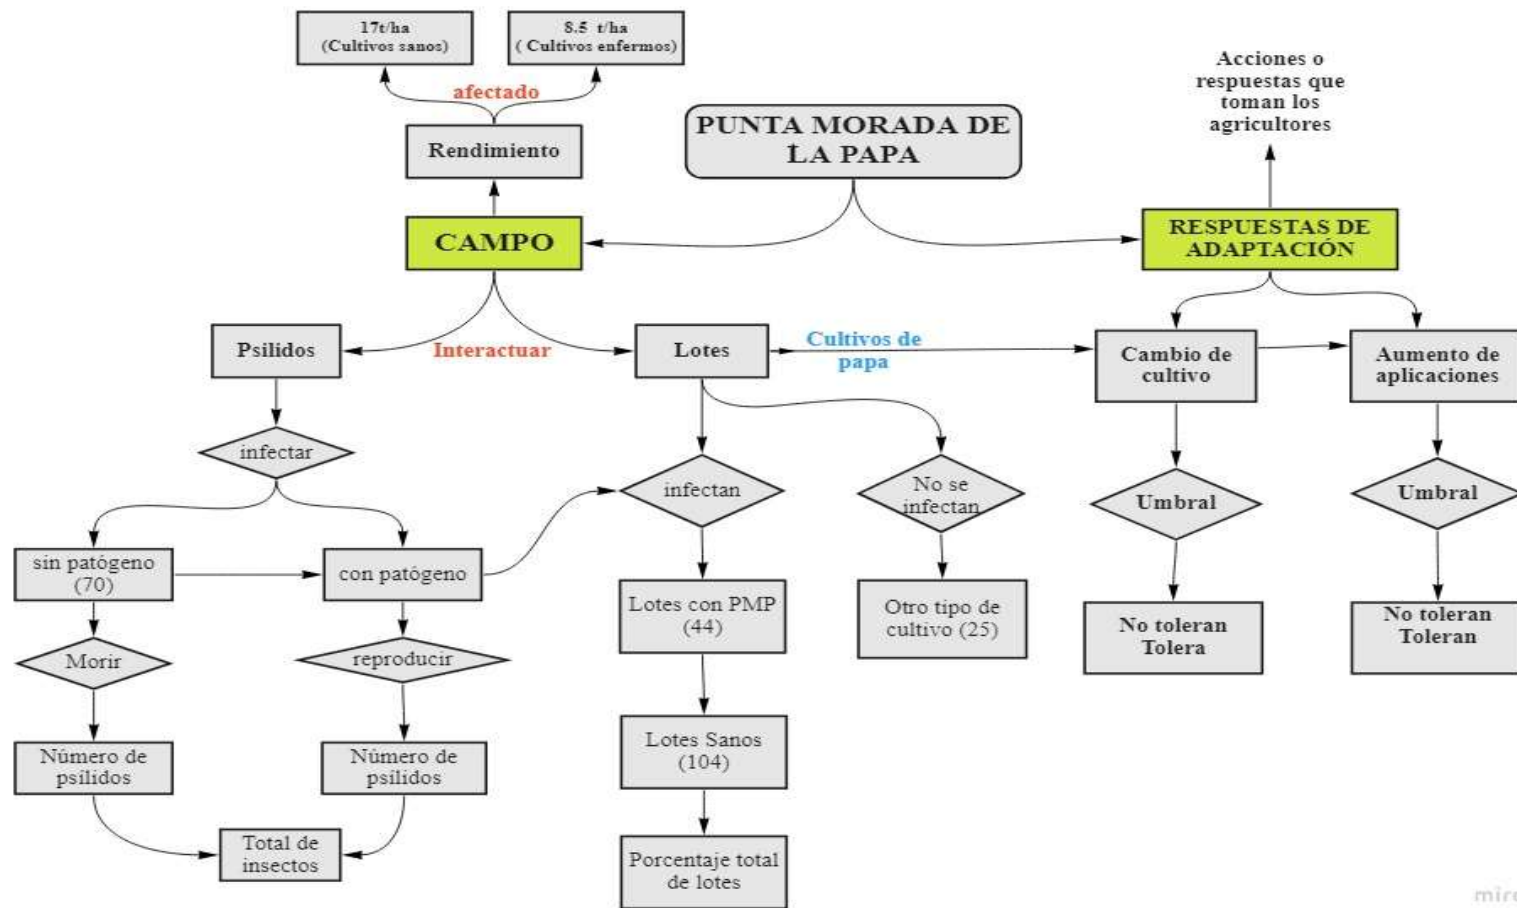 17t/ha
(Cultivos sanos)
8.5 t/ha
( Cultivos enfermos)
afectado
Rendimiento
PUNTA MORADA DE
LA PAPA
Acciones o
respuestas que
toman los
agricultores
CAMPO
RESPUESTAS DE
ADAPTACIÓN
Psílidos
Interactuar
Lotes
Cultivos de
papa
Cambio de
cultivo
Aumento de
aplicaciones
infectar
infectan
No se
infectan
Umbral
Umbral
sin patógeno
(70)
con patógeno
Lotes con PMP
(44)
Otro tipo de
cultivo (25)
No toleran
Tolera
No toleran
Toleran
Morir
reproducir
Número de
psílidos
Número de
psílidos
Lotes Sanos
(104)
Total de
insectos
Porcentaje total
de lotes